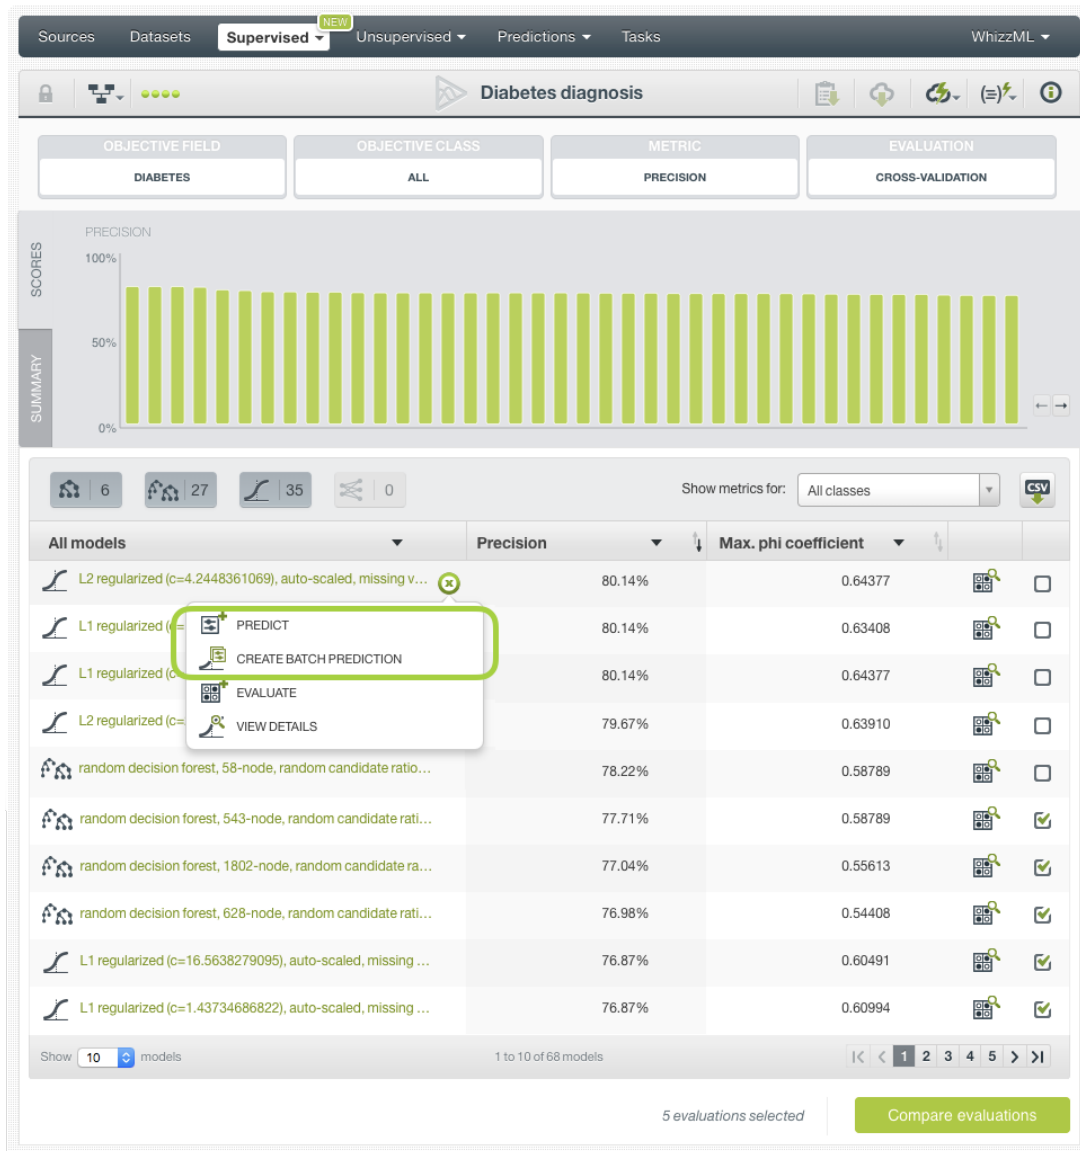 NEW
Sources Datasets Supervised Unsupervised Predictions Tasks WhizzML
Diabetes diagnosis
OBJECTIVE FIELD OBJECTIVE CLASS METRIC EVALUATION
DIABETES ALL PRECISION CROSS-VALIDATION
SCORES
SUMMARY
PRECISION
100%
50%
0%
6 27 35 0 Show metrics for: All classes CSV
All models Precision Max. phi coefficient
L2 regularized (c=4.2448361069), auto-scaled, missing v... 80.14% 0.64377
L1 regularized (c= 80.14% 0.63408
L1 regularized (c 80.14% 0.64377
L2 regularized (c= 79.67% 0.63910
PREDICT
CREATE BATCH PREDICTION
EVALUATE
VIEW DETAILS
random decision forest, 58-node, random candidate ratio... 78.22% 0.58789
random decision forest, 543-node, random candidate rati... 77.71% 0.58789
random decision forest, 1802-node, random candidate ra... 77.04% 0.55613
random decision forest, 628-node, random candidate rati... 76.98% 0.54408
L1 regularized (c=16.5638279095), auto-scaled, missing ... 76.87% 0.60491
L1 regularized (c=1.43734686822), auto-scaled, missing ... 76.87% 0.60994
Show 10 models 1 to 10 of 68 models 1 2 3 4 5
5 evaluations selected Compare evaluations